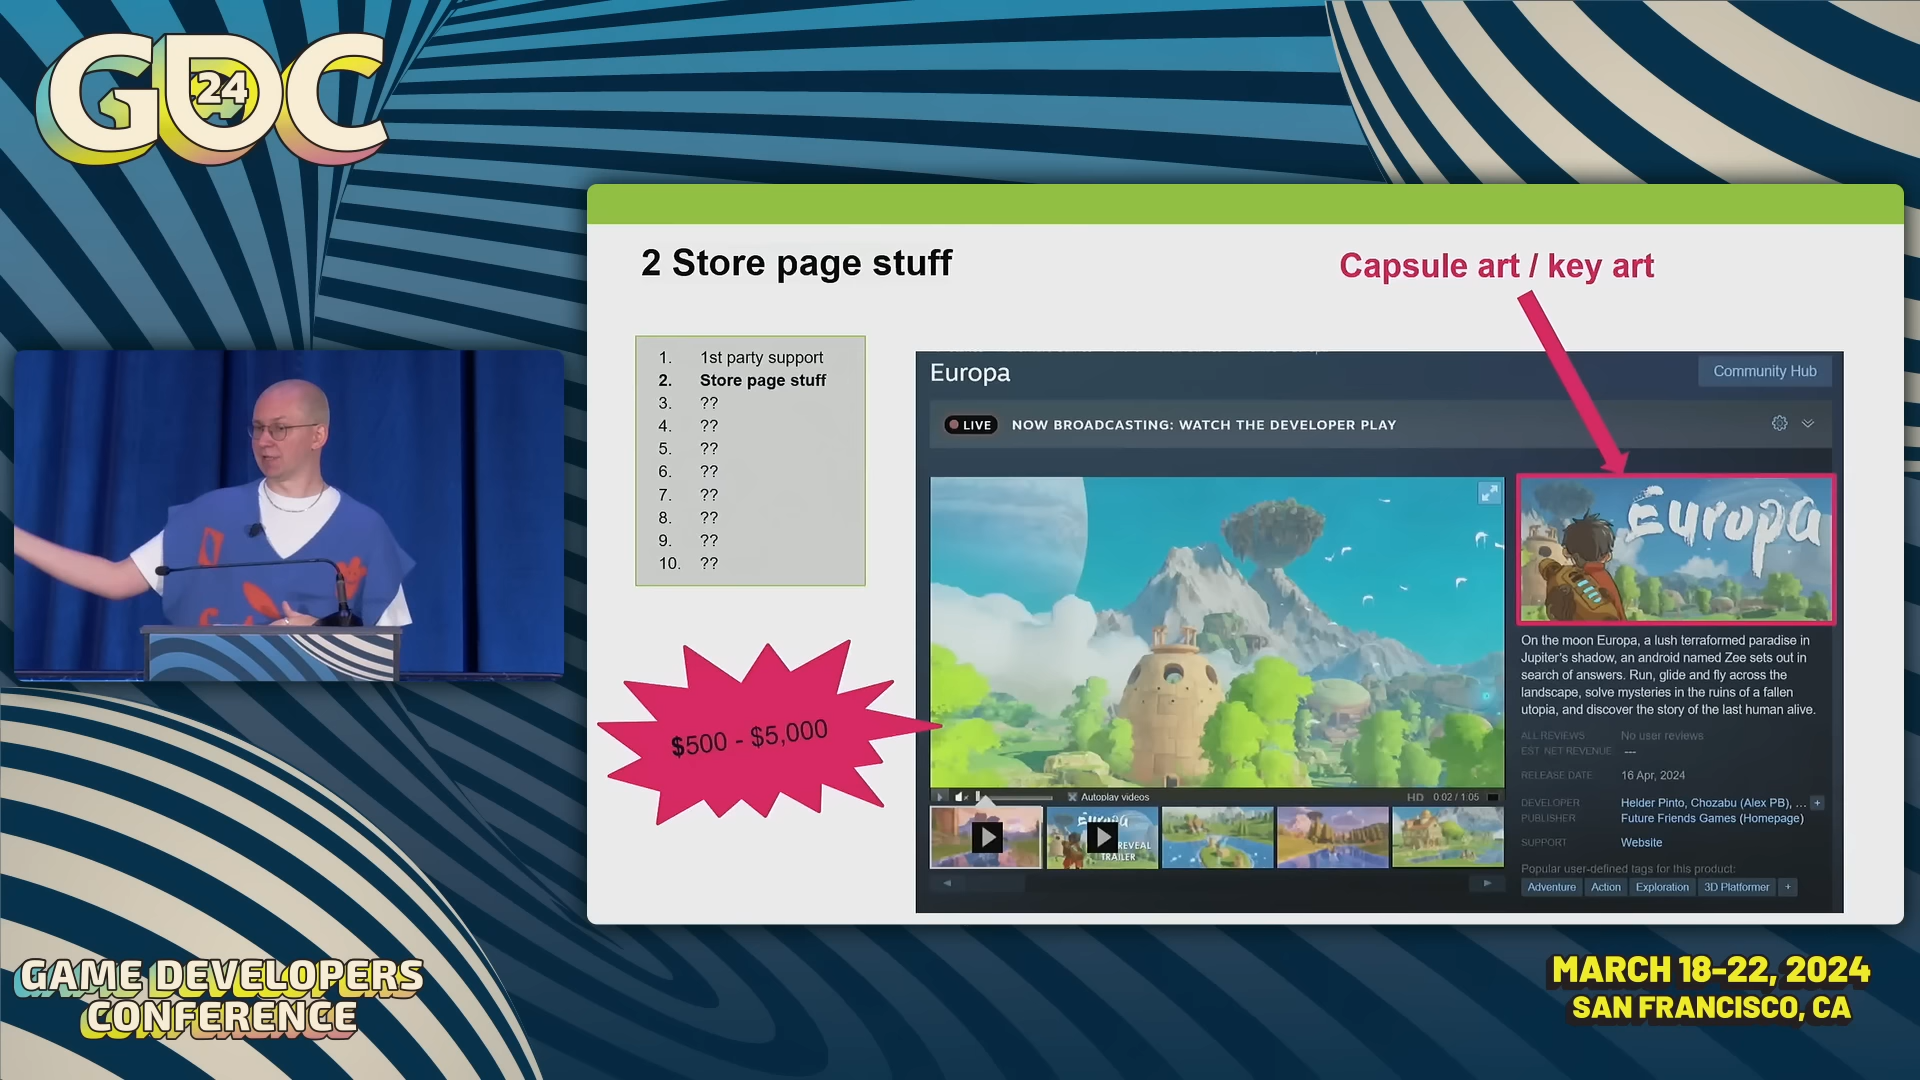 GDC
24
2 Store page stuff
Capsule art / key art
1. 1st party support
2. Store page stuff
3. ??
4. ??
5. ??
6. ??
7. ??
8. ??
9. ??
10. ??
$500 - $5,000
Europa
Community Hub
LIVE NOW BROADCASTING: WATCH THE DEVELOPER PLAY
Europa
On the moon Europa, a lush terraformed paradise in
Jupiter's shadow, an android named Zee sets out in
search of answers. Run, glide and fly across the
landscape, solve mysteries in the ruins of a fallen
utopia, and discover the story of the last human alive.
ALL REVIEWS No user reviews
EST NET REVENUE ---
RELEASE DATE: 16 Apr, 2024
DEVELOPER Helder Pinto, Chozabu (Alex PB), ... +
PUBLISHER Future Friends Games (Homepage)
SUPPORT Website
Popular user-defined tags for this product:
Adventure Action Exploration 3D Platformer +
Autoplay videos
HD 0:02 / 1:05
Europa
REVEAL
TRAILER
GAME DEVELOPERS
CONFERENCE
MARCH 18-22, 2024
SAN FRANCISCO, CA